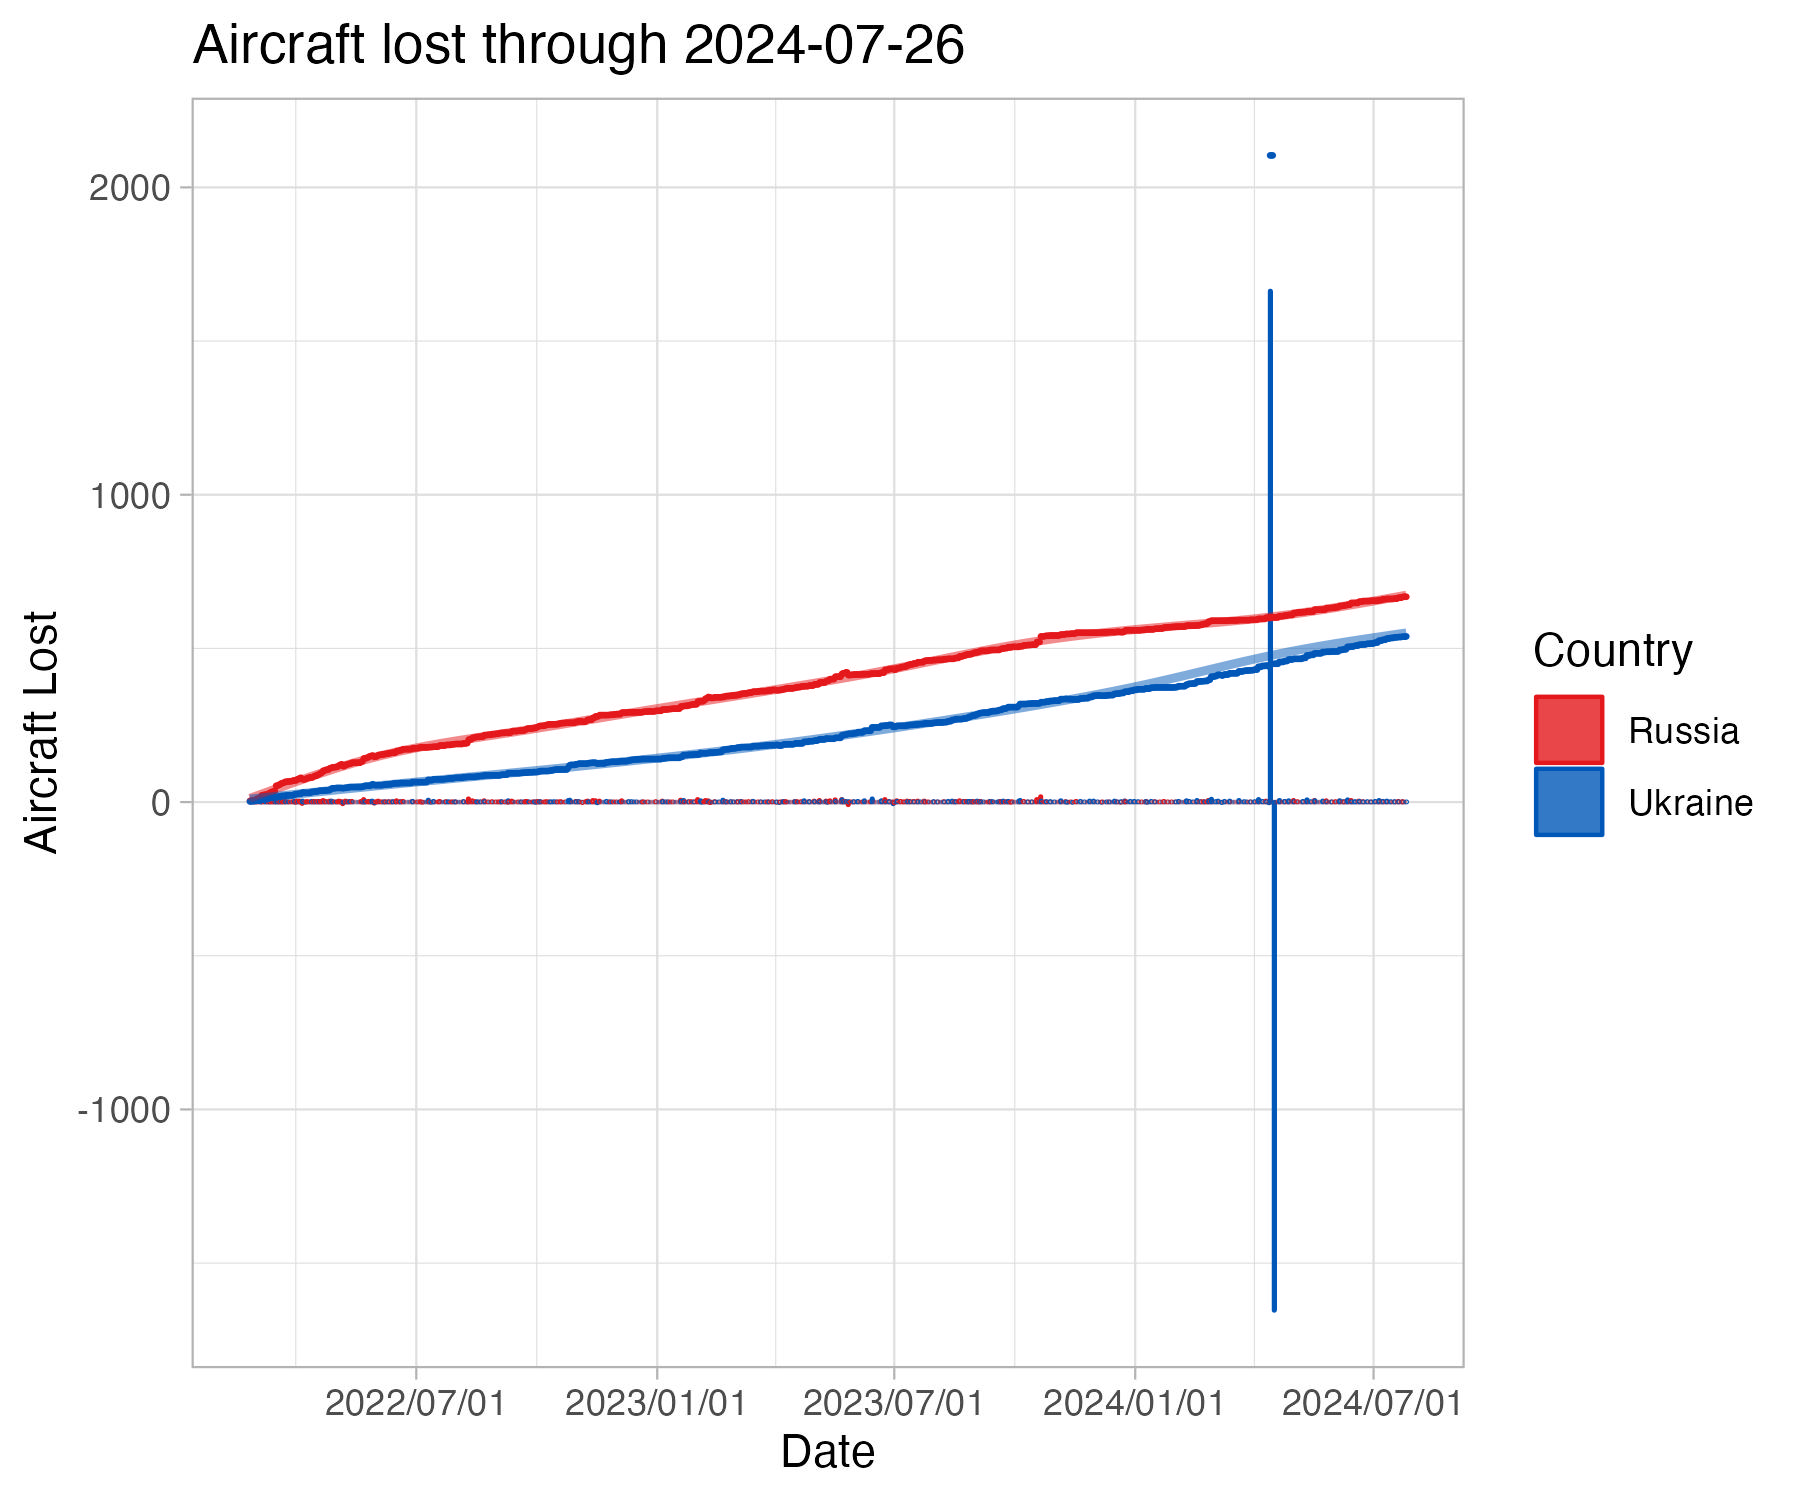 Aircraft lost through 2024-07-26
2000
1000
0
-1000
Aircraft Lost
2022/07/01 2023/01/01 2023/07/01 2024/01/01 2024/07/01
Date
Country
Russia
Ukraine